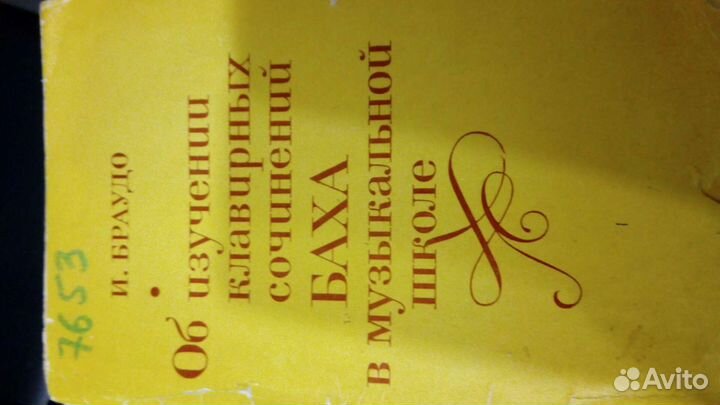 7653
И. БРАУДО
Об изучении
клавирных
сочинений
БАХА
в музыкальной
школе
Avito